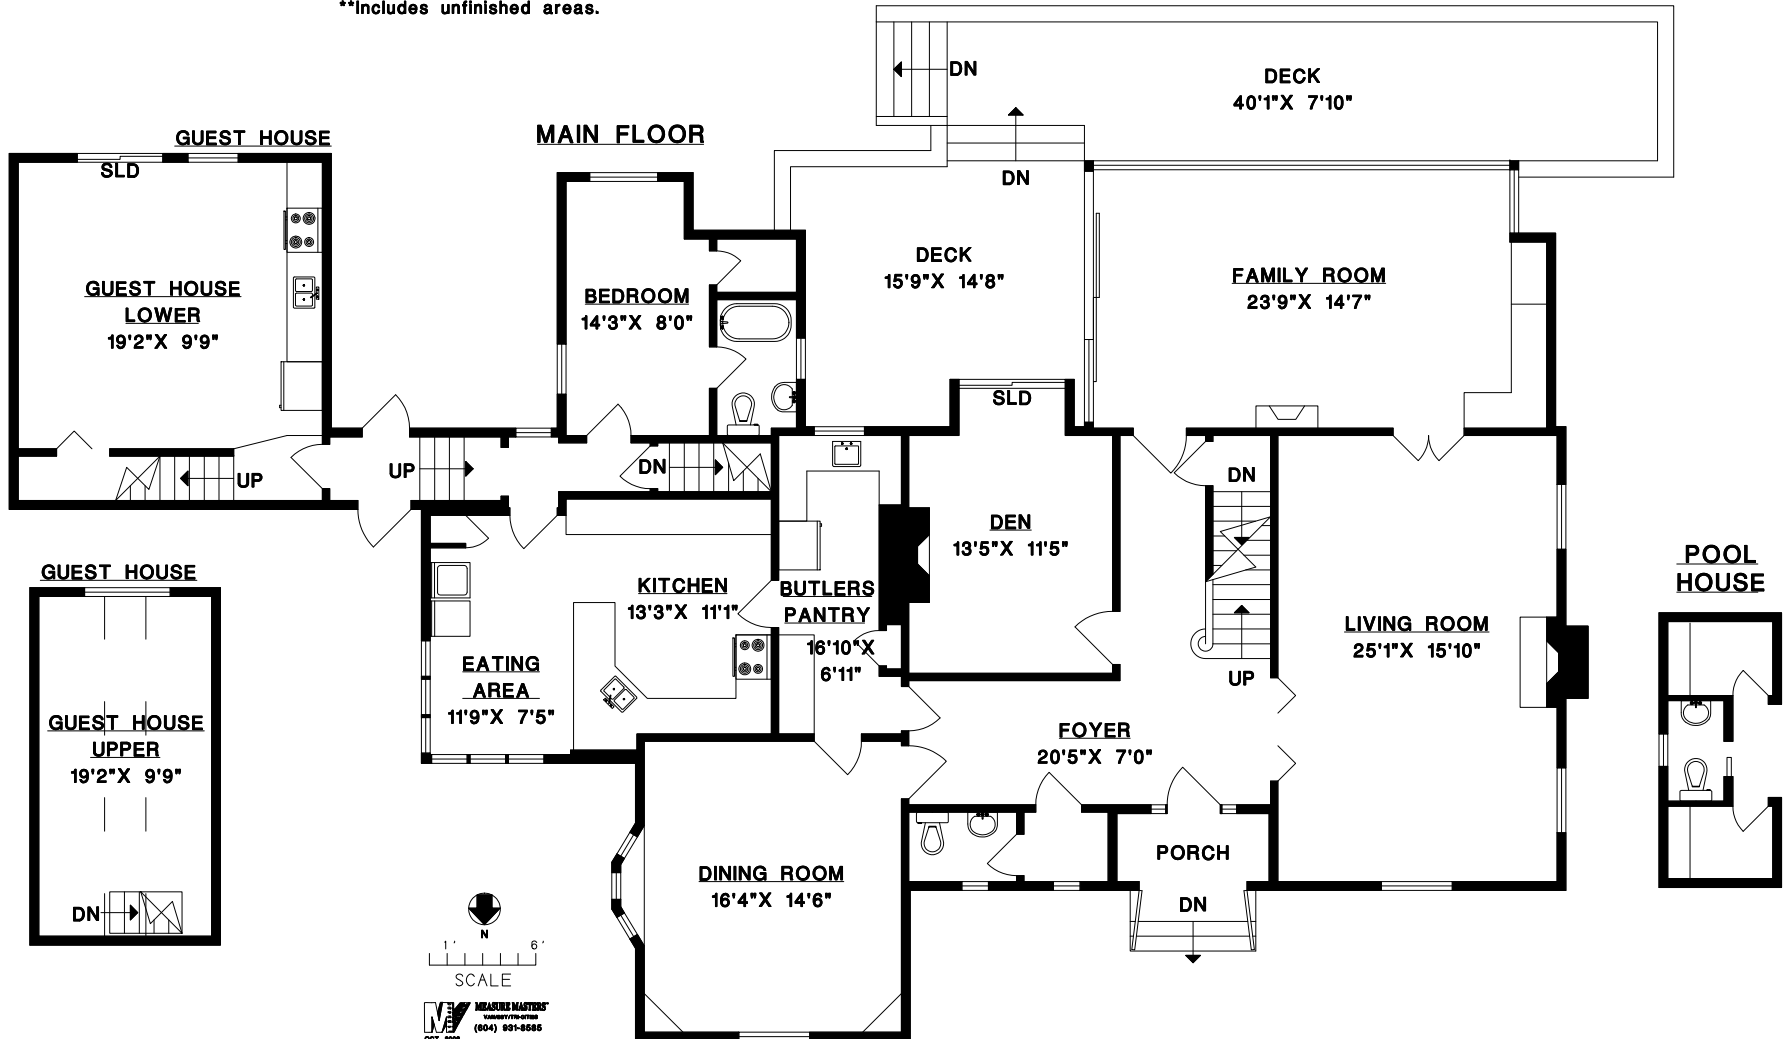 **Includes unfinished areas.
DN
DECK
40'1"X 7'10"
GUEST HOUSE
MAIN FLOOR
SLD
DN
DECK
15'9"X 14'8"
FAMILY ROOM
23'9"X 14'7"
GUEST HOUSE
LOWER
19'2"X 9'9"
BEDROOM
14'3"X 8'0"
SLD
UP
UP
DN
DN
DEN
13'5"X 11'5"
KITCHEN
13'3"X 11'1"
BUTLERS
PANTRY
16'10"X
6'11"
EATING
AREA
11'9"X 7'5"
LIVING ROOM
25'1"X 15'10"
UP
FOYER
20'5"X 7'0"
GUEST HOUSE
GUEST HOUSE
UPPER
19'2"X 9'9"
DN
POOL
HOUSE
DINING ROOM
16'4"X 14'6"
PORCH
DN
N
1' 6'
SCALE
MEASURE MASTERS
(604) 931-8585